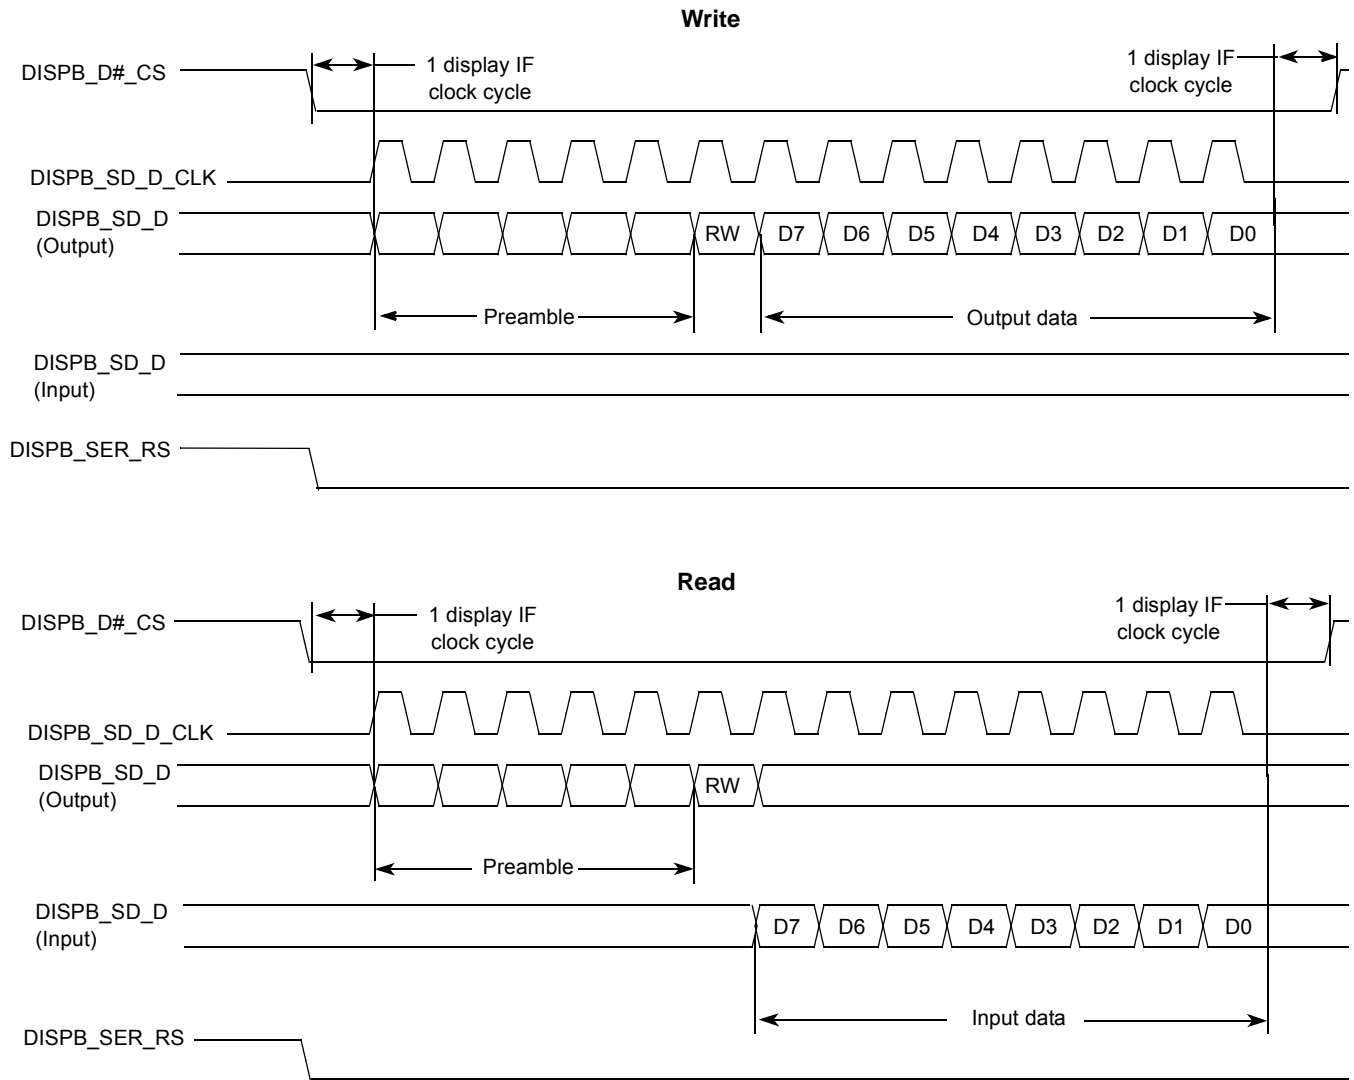 Write
DISPB_D#_CS
1 display IF
clock cycle
1 display IF
clock cycle
DISPB_SD_D_CLK
DISPB_SD_D
(Output)
RW D7 D6 D5 D4 D3 D2 D1 D0
Preamble
Output data
DISPB_SD_D
(Input)
DISPB_SER_RS
Read
DISPB_D#_CS
1 display IF
clock cycle
1 display IF
clock cycle
DISPB_SD_D_CLK
DISPB_SD_D
(Output)
RW
Preamble
DISPB_SD_D
(Input)
D7 D6 D5 D4 D3 D2 D1 D0
Input data
DISPB_SER_RS